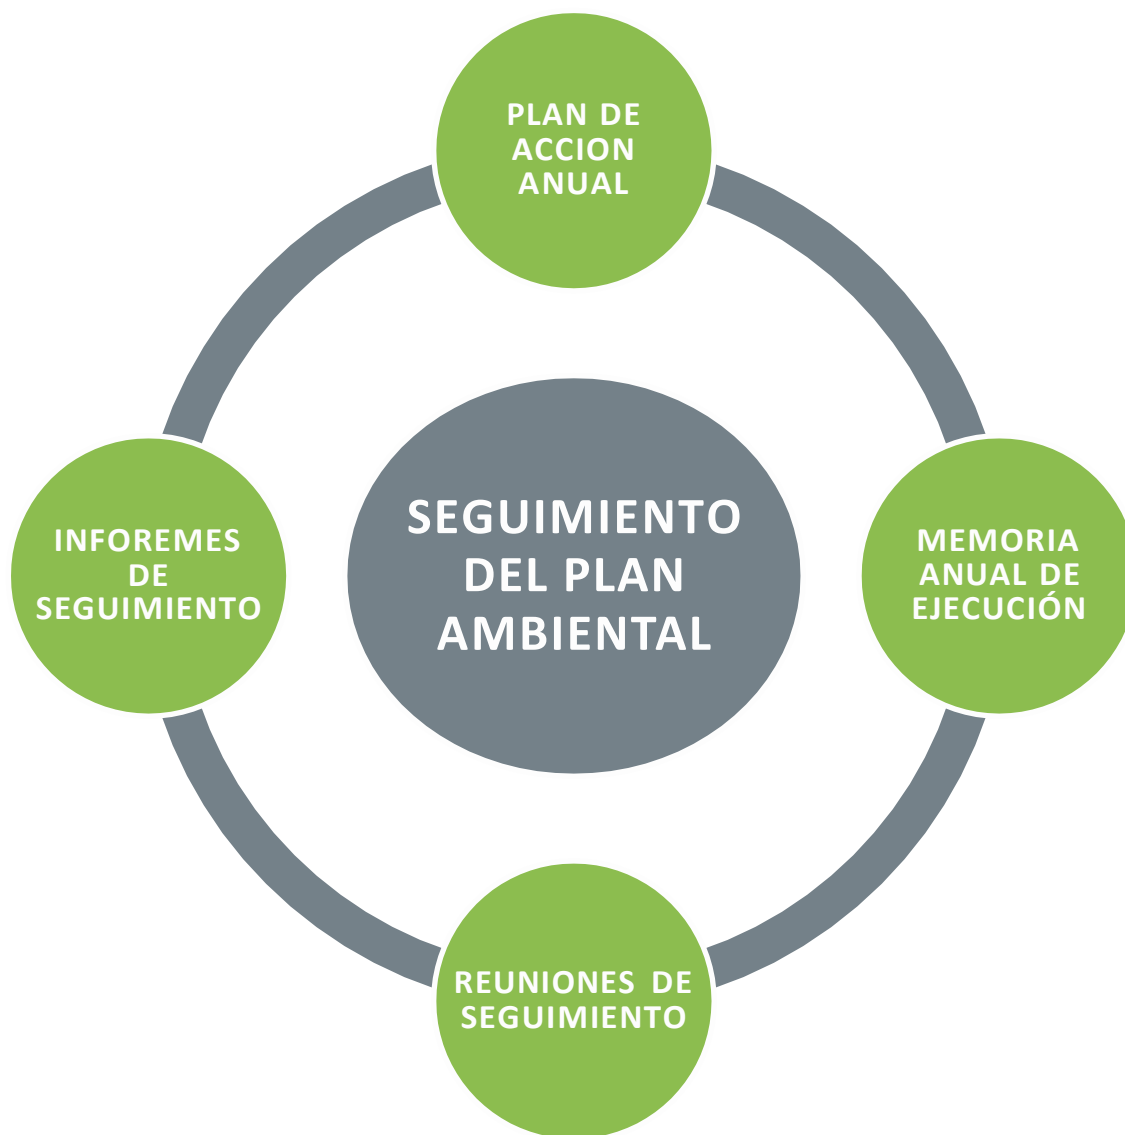 PLAN DE
ACCION
ANUAL
INFOREMES
DE
SEGUIMIENTO
SEGUIMIENTO
DEL PLAN
AMBIENTAL
MEMORIA
ANUAL DE
EJECUCIÓN
REUNIONES DE
SEGUIMIENTO